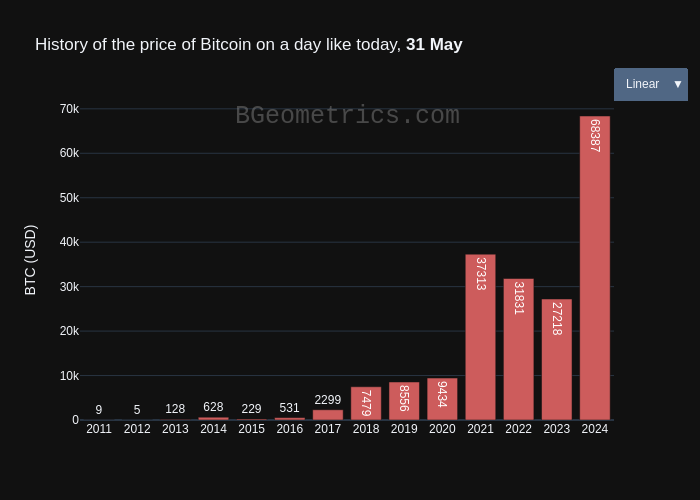 History of the price of Bitcoin on a day like today, 31 May
Linear ▼
BGeometrics.com
BTC (USD)
70k
60k
50k
40k
30k
20k
10k
0
9 5 128 628 229 531 2299 7479 8556 9434 37313 31831 27218 68387
2011 2012 2013 2014 2015 2016 2017 2018 2019 2020 2021 2022 2023 2024